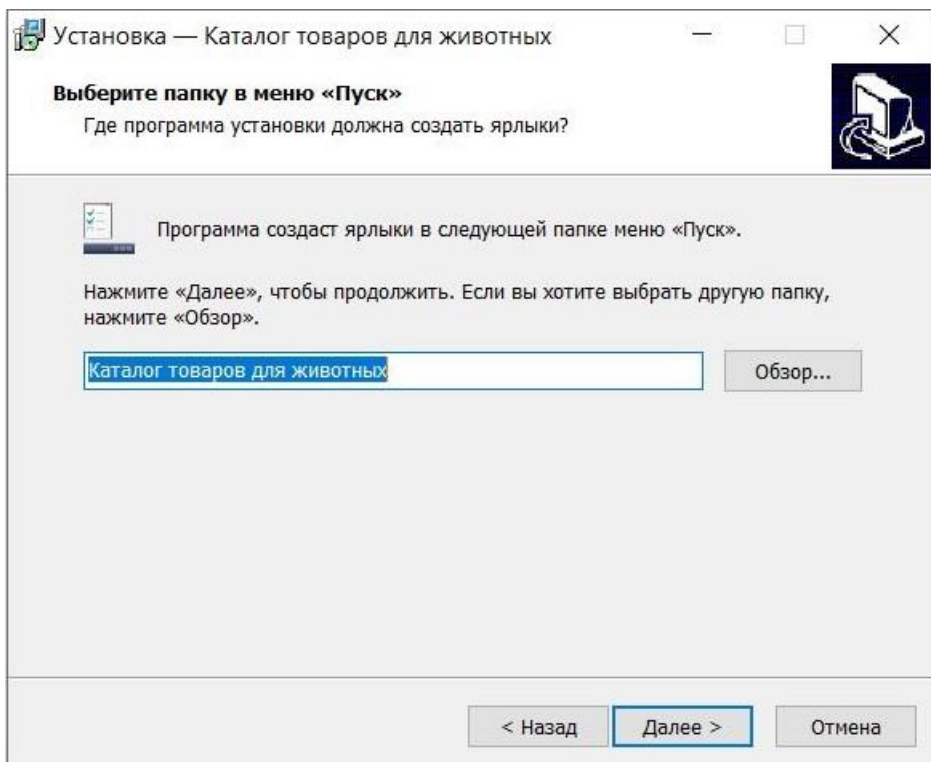 Установка — Каталог товаров для животных
Выберите папку в меню «Пуск»
Где программа установки должна создать ярлыки?
Программа создаст ярлыки в следующей папке меню «Пуск».
Нажмите «Далее», чтобы продолжить. Если вы хотите выбрать другую папку,
нажмите «Обзор».
Каталог товаров для животных
Обзор...
< Назад
Далее >
Отмена